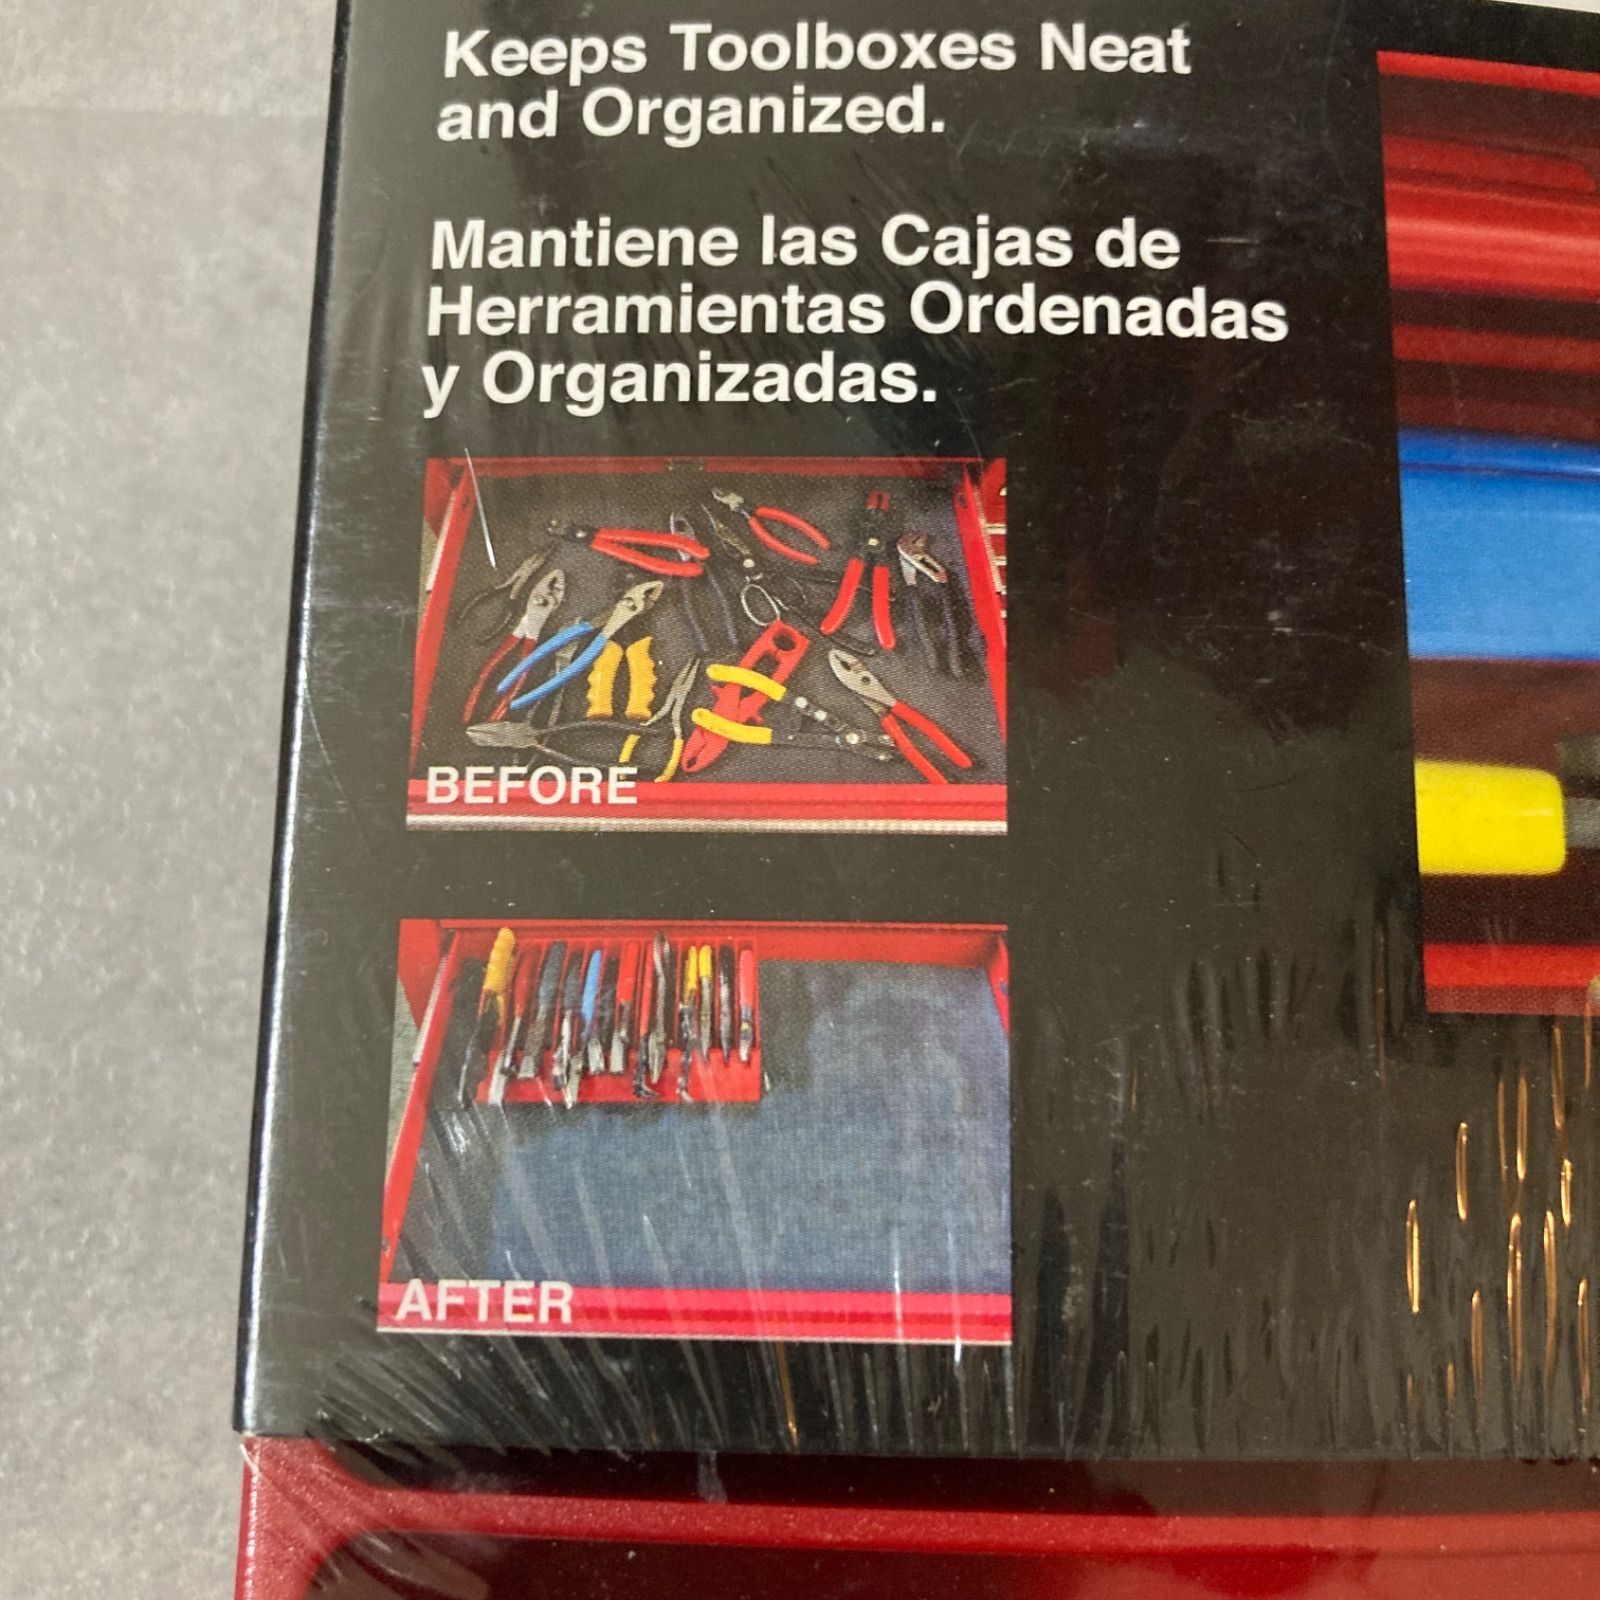 Keeps Toolboxes Neat
and Organized.
Mantiene las Cajas de
Herramientas Ordenadas
y Organizadas.
BEFORE
AFTER